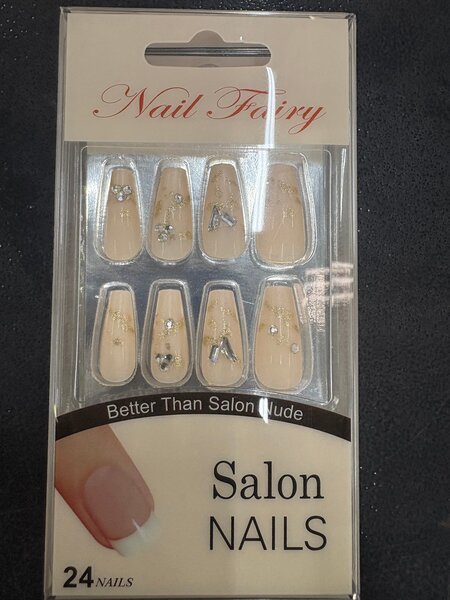 Nail Fairy
Better Than Salon Nude
Salon
NAILS
24 NAILS